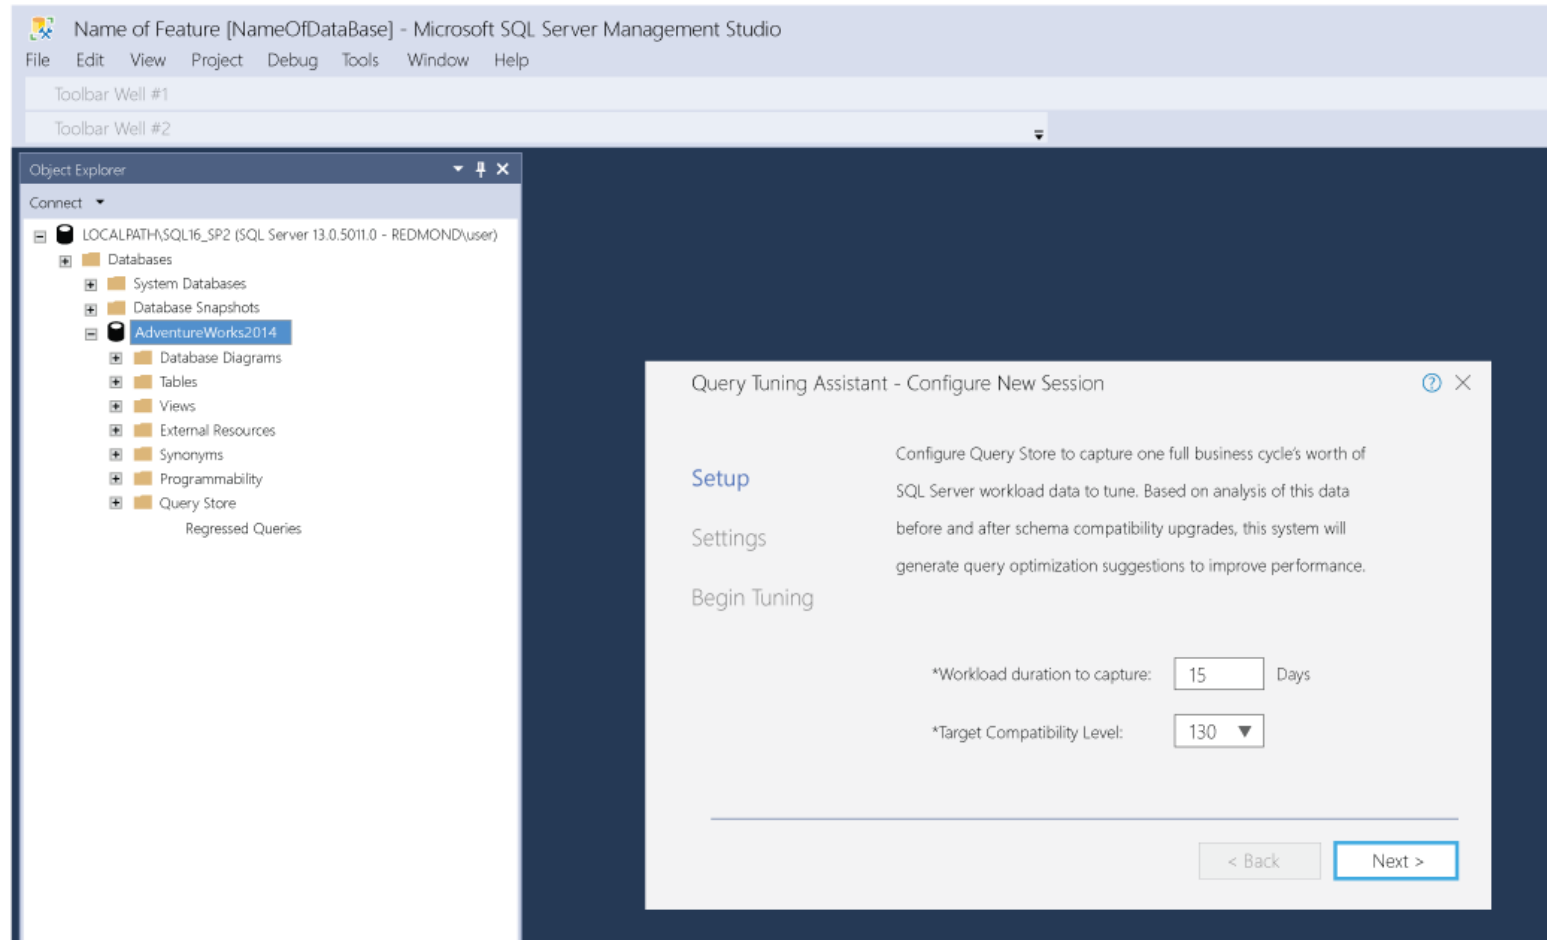 Name of Feature [NameOfDataBase] - Microsoft SQL Server Management Studio
File Edit View Project Debug Tools Window Help
Toolbar Well #1
Toolbar Well #2
Object Explorer
Connect
LOCALPATH\SQL16_SP2 (SQL Server 13.0.5011.0 - REDMOND\user)
Databases
System Databases
Database Snapshots
AdventureWorks2014
Database Diagrams
Tables
Views
External Resources
Synonyms
Programmability
Query Store
Regressed Queries
Query Tuning Assistant - Configure New Session
Setup
Settings
Begin Tuning
Configure Query Store to capture one full business cycle's worth of
SQL Server workload data to tune. Based on analysis of this data
before and after schema compatibility upgrades, this system will
generate query optimization suggestions to improve performance.
*Workload duration to capture: 15 Days
*Target Compatibility Level: 130
< Back Next >